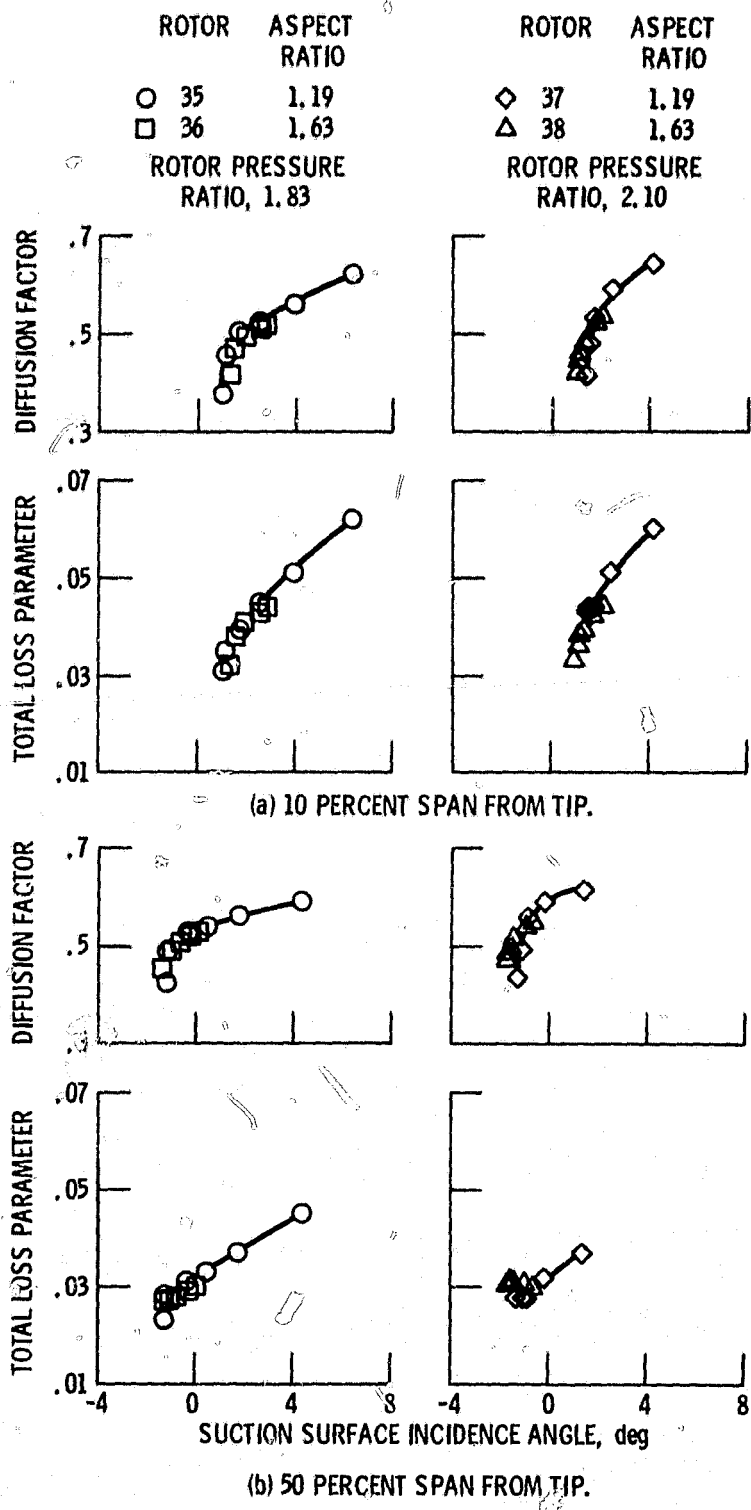 ROTOR ASPECT RATIO
35 1.19
36 1.63
ROTOR PRESSURE
RATIO, 1.83
ROTOR ASPECT RATIO
37 1.19
38 1.63
ROTOR PRESSURE
RATIO, 2.10
DIFFUSION FACTOR
.7
.5
.3
TOTAL LOSS PARAMETER
.07
.05
.03
.01
(a) 10 PERCENT SPAN FROM TIP.
DIFFUSION FACTOR
.7
.5
TOTAL LOSS PARAMETER
.07
.05
.03
.01
-4 0 4 8 -4 0 4 8
SUCTION SURFACE INCIDENCE ANGLE, deg
(b) 50 PERCENT SPAN FROM TIP.